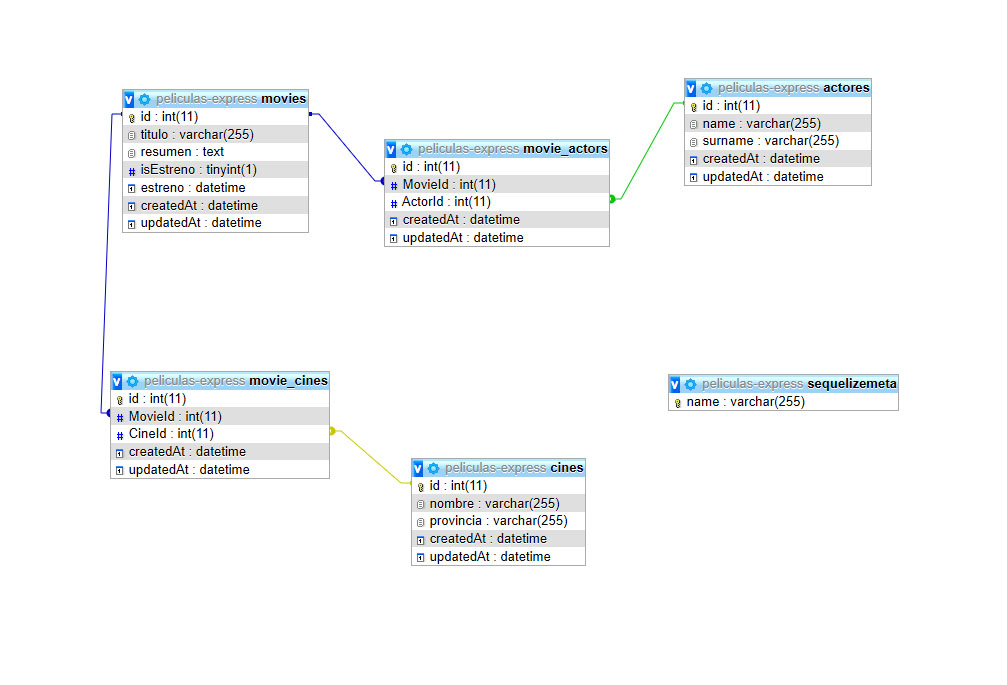 peliculas-express movies
id : int(11)
titulo : varchar(255)
resumen : text
isEstreno : tinyint(1)
estreno : datetime
createdAt : datetime
updatedAt : datetime
peliculas-express movie_actors
id : int(11)
MovieId : int(11)
ActorId : int(11)
createdAt : datetime
updatedAt : datetime
peliculas-express actores
id : int(11)
name : varchar(255)
surname : varchar(255)
createdAt : datetime
updatedAt : datetime
peliculas-express movie_cines
id : int(11)
MovieId : int(11)
CineId : int(11)
createdAt : datetime
updatedAt : datetime
peliculas-express cines
id : int(11)
nombre : varchar(255)
provincia : varchar(255)
createdAt : datetime
updatedAt : datetime
peliculas-express sequelizemeta
name : varchar(255)